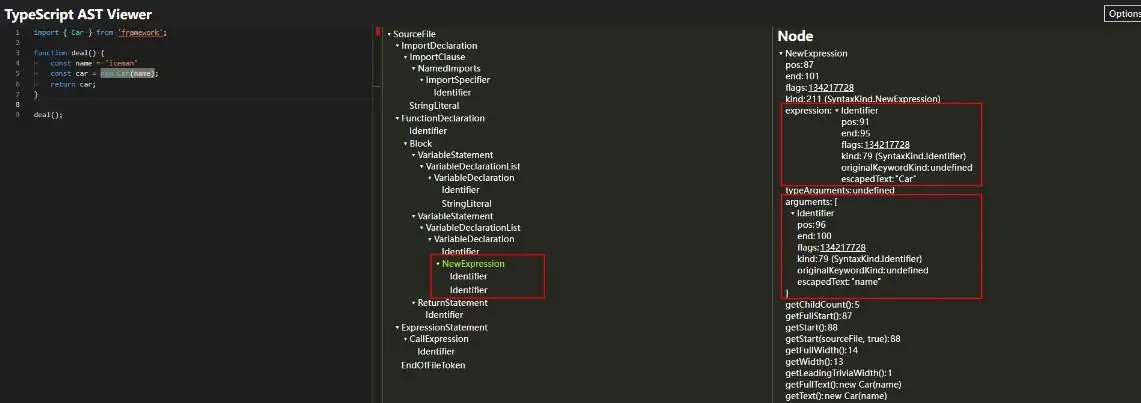 TypeScript AST Viewer
Options
1 import { Car } from 'framework';
2
3 function deal() {
4 const name = "iceman"
5 const car = new Car(name);
6 return car;
7 }
8
9 deal();
SourceFile
ImportDeclaration
ImportClause
NamedImports
ImportSpecifier
Identifier
StringLiteral
FunctionDeclaration
Identifier
Block
VariableStatement
VariableDeclarationList
VariableDeclaration
Identifier
StringLiteral
VariableStatement
VariableDeclarationList
VariableDeclaration
Identifier
NewExpression
Identifier
Identifier
ReturnStatement
Identifier
ExpressionStatement
CallExpression
Identifier
EndOfFileToken
Node
NewExpression
pos:87
end:101
flags:134217728
kind:211 (SyntaxKind.NewExpression)
expression: Identifier
pos:91
end:95
flags:134217728
kind:79 (SyntaxKind.Identifier)
originalKeywordKind:undefined
escapedText:"Car"
typeArguments:undefined
arguments: [
Identifier
pos:96
end:100
flags:134217728
kind:79 (SyntaxKind.Identifier)
originalKeywordKind:undefined
escapedText:"name"
]
getChildCount():5
getFullStart():87
getStart():88
getStart(sourceFile, true):88
getFullWidth():14
getWidth():13
getLeadingTriviaWidth():1
getFullText():new Car(name)
getText():new Car(name)